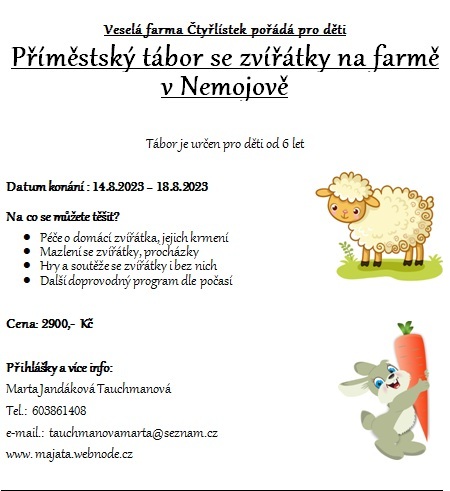 Veselá farma Čtyřlístek pořádá pro děti
Příměstský tábor se zvířátky na farmě
v Nemojově
Tábor je určen pro děti od 6 let
Datum konání : 14.8.2023 – 18.8.2023
Na co se můžete těšit?
• Péče o domácí zvířátka, jejich krmení
• Mazlení se zvířátky, procházky
• Hry a soutěže se zvířátky i bez nich
• Další doprovodný program dle počasí
Cena: 2900,- Kč
Přihlášky a více info:
Marta Jandáková Tauchmanová
Tel.: 603861408
e-mail.: tauchmanovamarta@seznam.cz
www. majata.webnode.cz